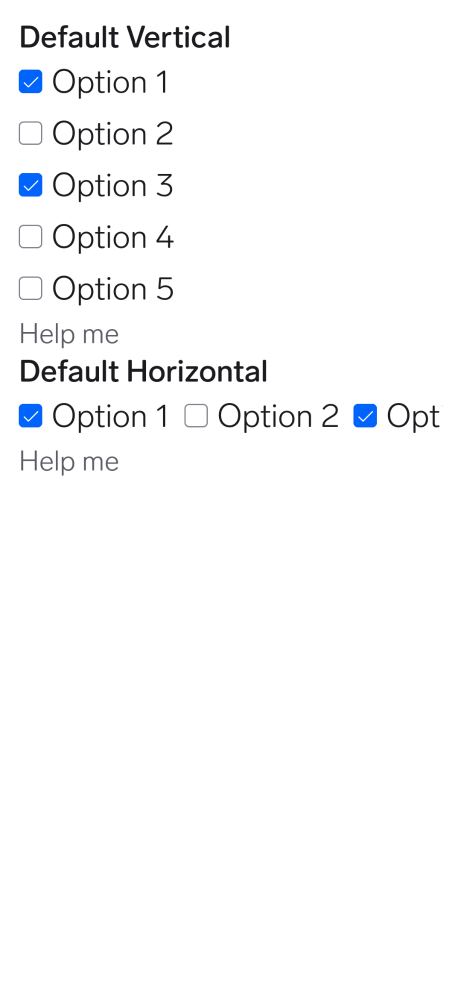 Default Vertical
Option 1
Option 2
Option 3
Option 4
Option 5
Help me
Default Horizontal
Option 1 Option 2 Opt
Help me